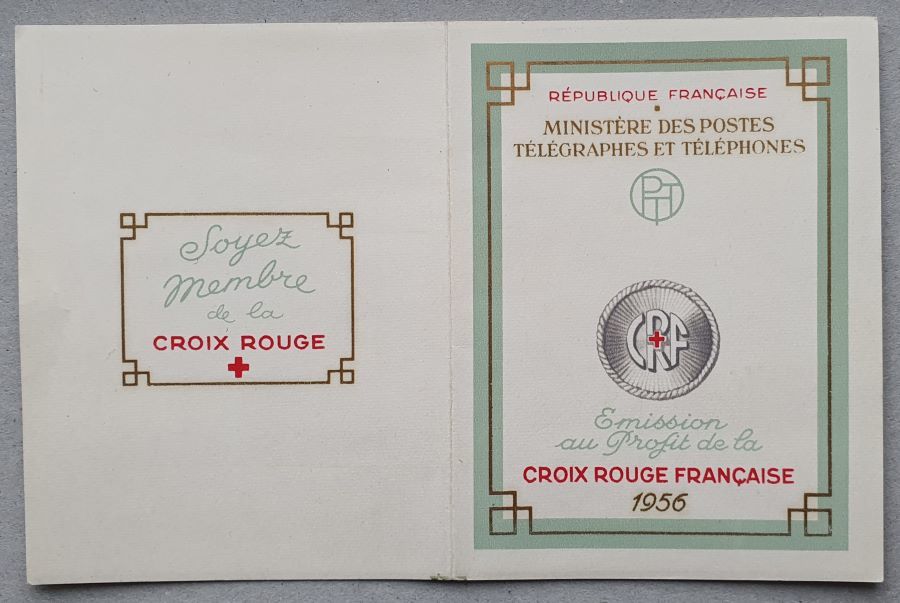 Soyez
Membre
de la
CROIX ROUGE
RÉPUBLIQUE FRANÇAISE
MINISTÈRE DES POSTES
TÉLÉGRAPHES ET TÉLÉPHONES
PTT
CRF
Emission
au Profit de la
CROIX ROUGE FRANÇAISE
1956